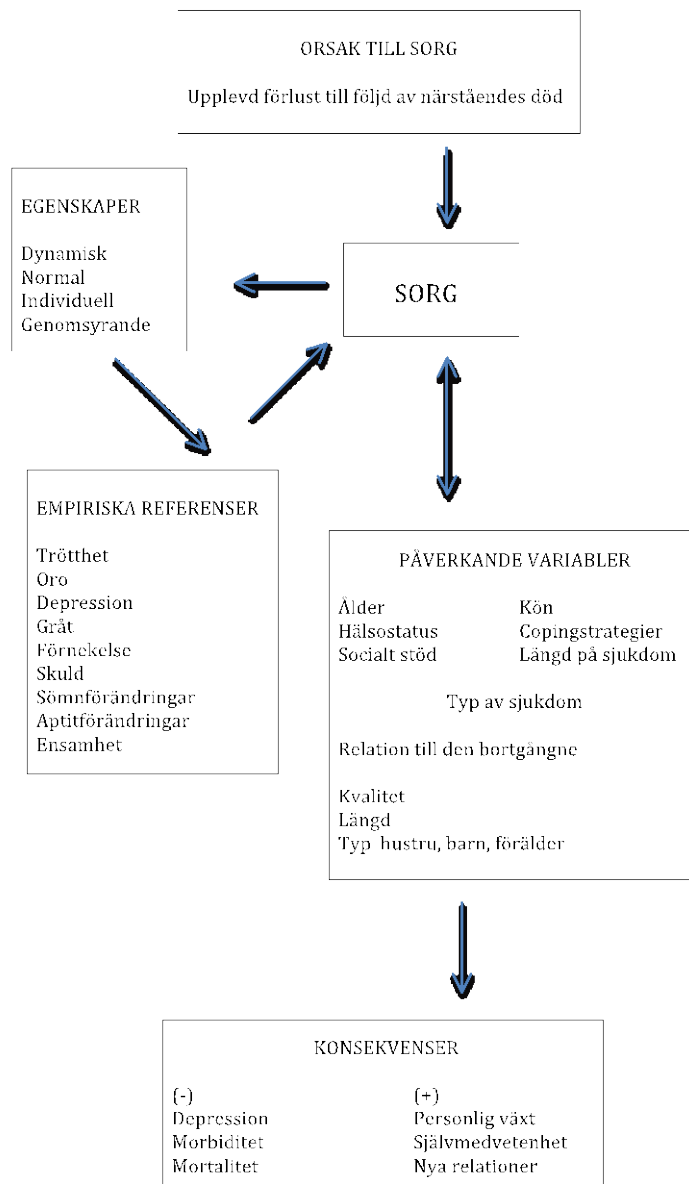 ORSAK TILL SORG
Upplevd förlust till följd av närståendes död
EGENSKAPER
Dynamisk
Normal
Individuell
Genomsyrande
SORG
EMPIRISKA REFERENSER
Trötthet
Oro
Depression
Gråt
Förnekelse
Skuld
Sömnförändringar
Aptitförändringar
Ensamhet
PÅVERKANDE VARIABLER
Ålder Kön
Hälsostatus Copingstrategier
Socialt stöd Längd på sjukdom
Typ av sjukdom
Relation till den bortgångne
Kvalitet
Längd
Typ hustru, barn, förälder
KONSEKVENSER
(-) (+)
Depression Personlig växt
Morbiditet Självmedvetenhet
Mortalitet Nya relationer